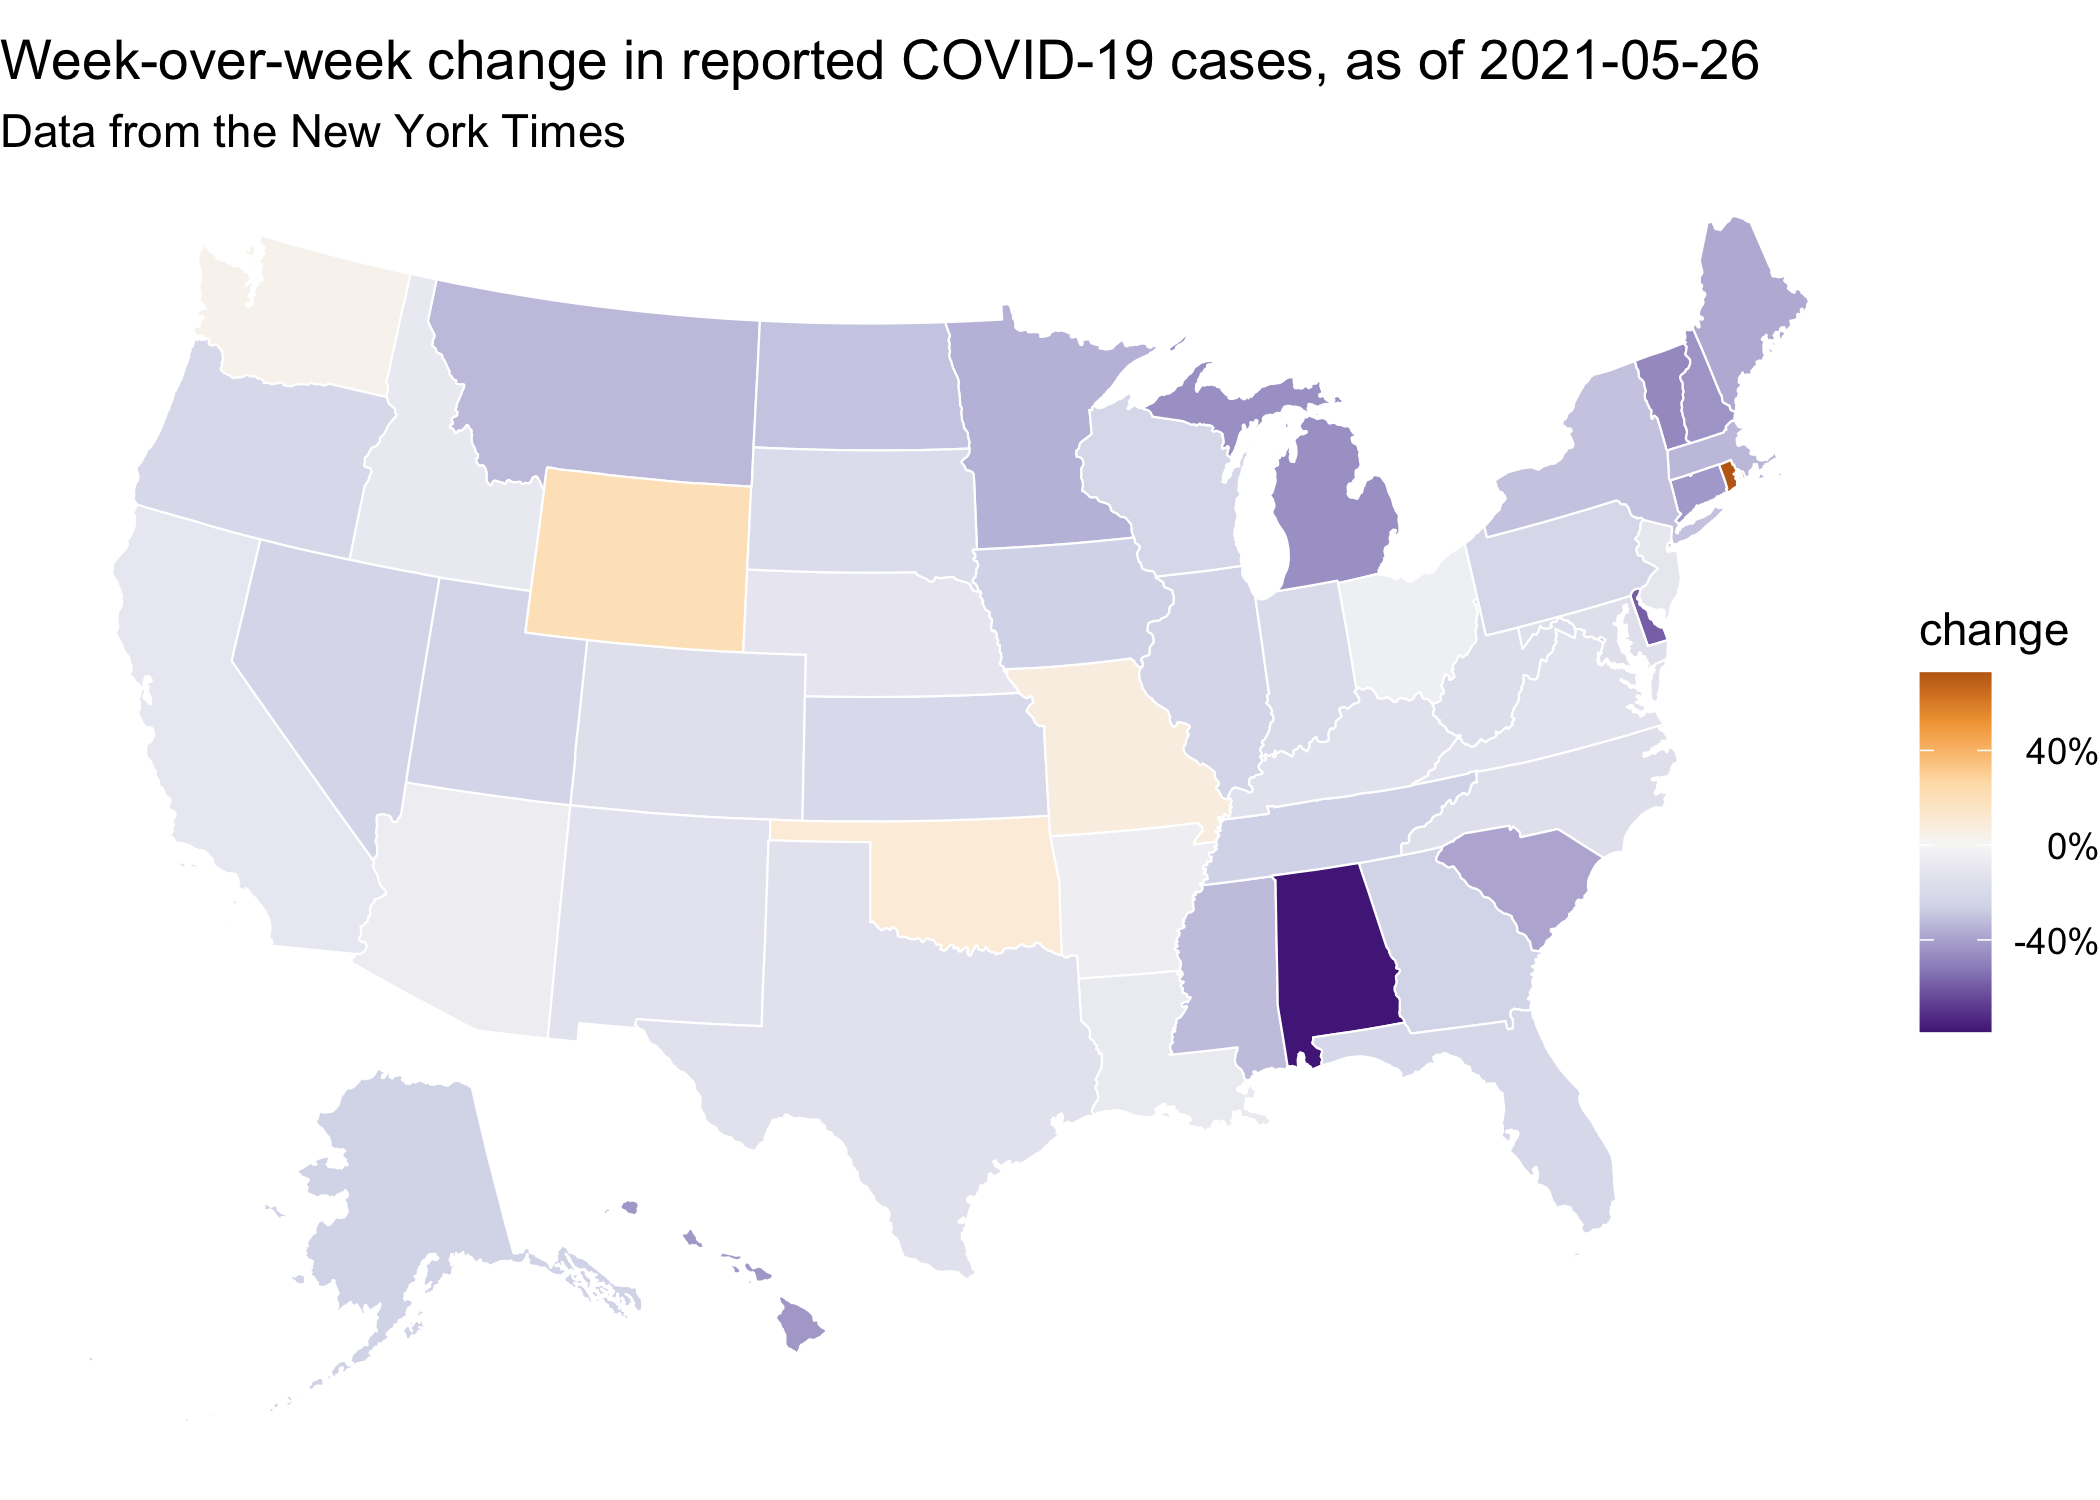 Week-over-week change in reported COVID-19 cases, as of 2021-05-26
Data from the New York Times
change
40%
0%
-40%